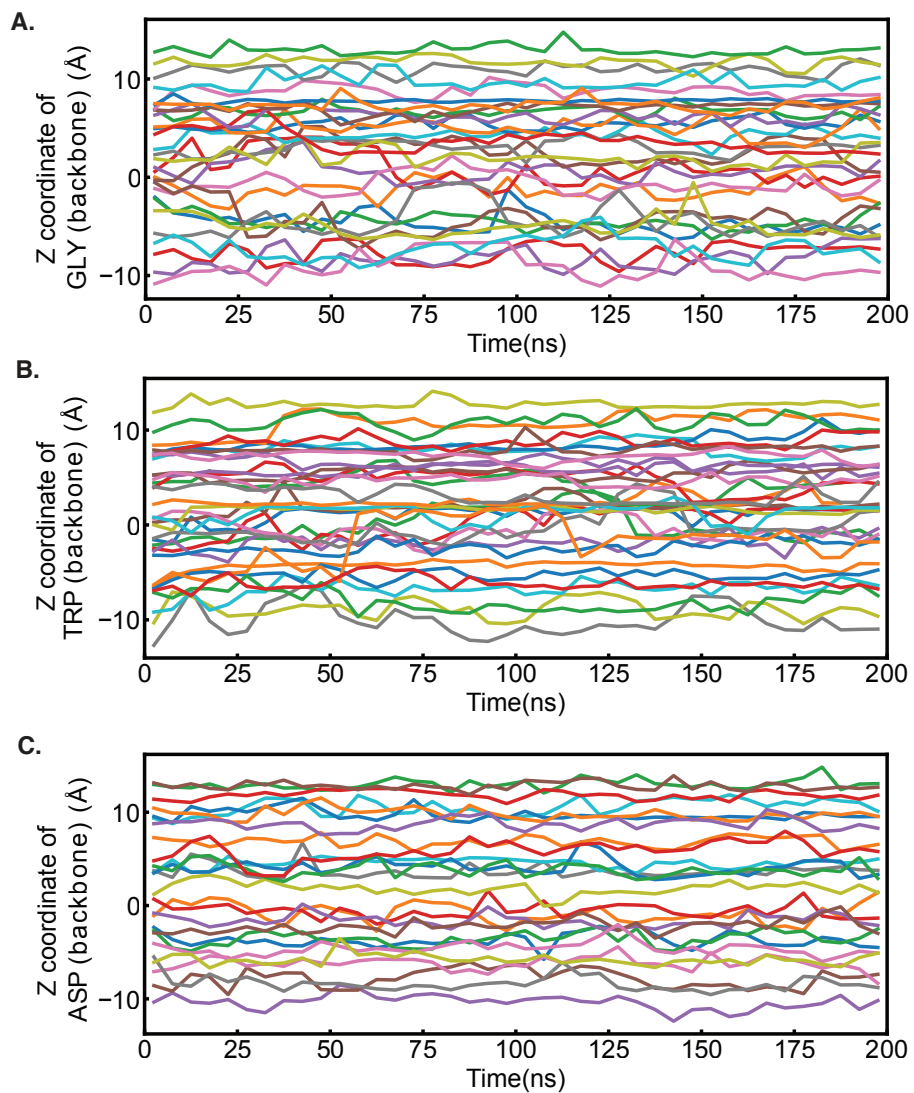 A.
Z coordinate of
GLY (backbone) (Å)
10
0
−10
0 25 50 75 100 125 150 175 200
Time(ns)
B.
Z coordinate of
TRP (backbone) (Å)
10
0
−10
0 25 50 75 100 125 150 175 200
Time(ns)
C.
Z coordinate of
ASP (backbone) (Å)
10
0
−10
0 25 50 75 100 125 150 175 200
Time(ns)